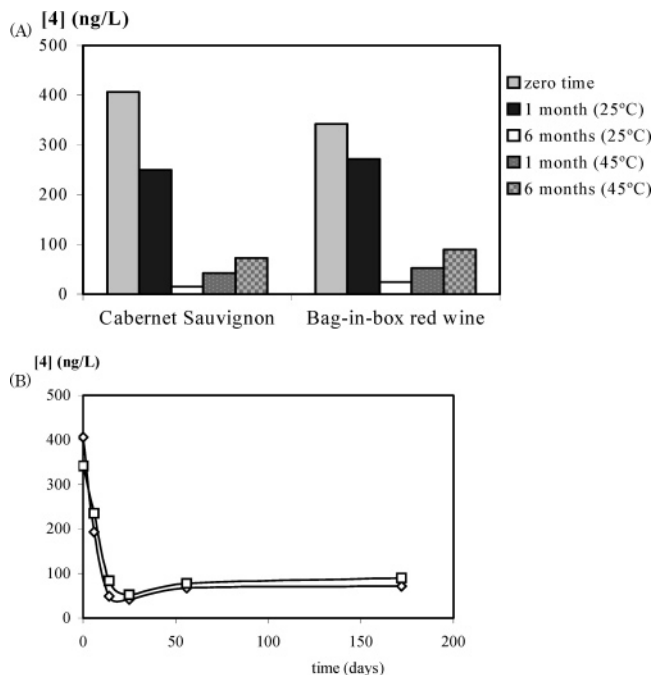 (A) [4] (ng/L)
500
400
300
200
100
0
Cabernet Sauvignon
Bag-in-box red wine
zero time
1 month (25°C)
6 months (25°C)
1 month (45°C)
6 months (45°C)
[4] (ng/L)
(B)
500
400
300
200
100
0
0 50 100 150 200
time (days)